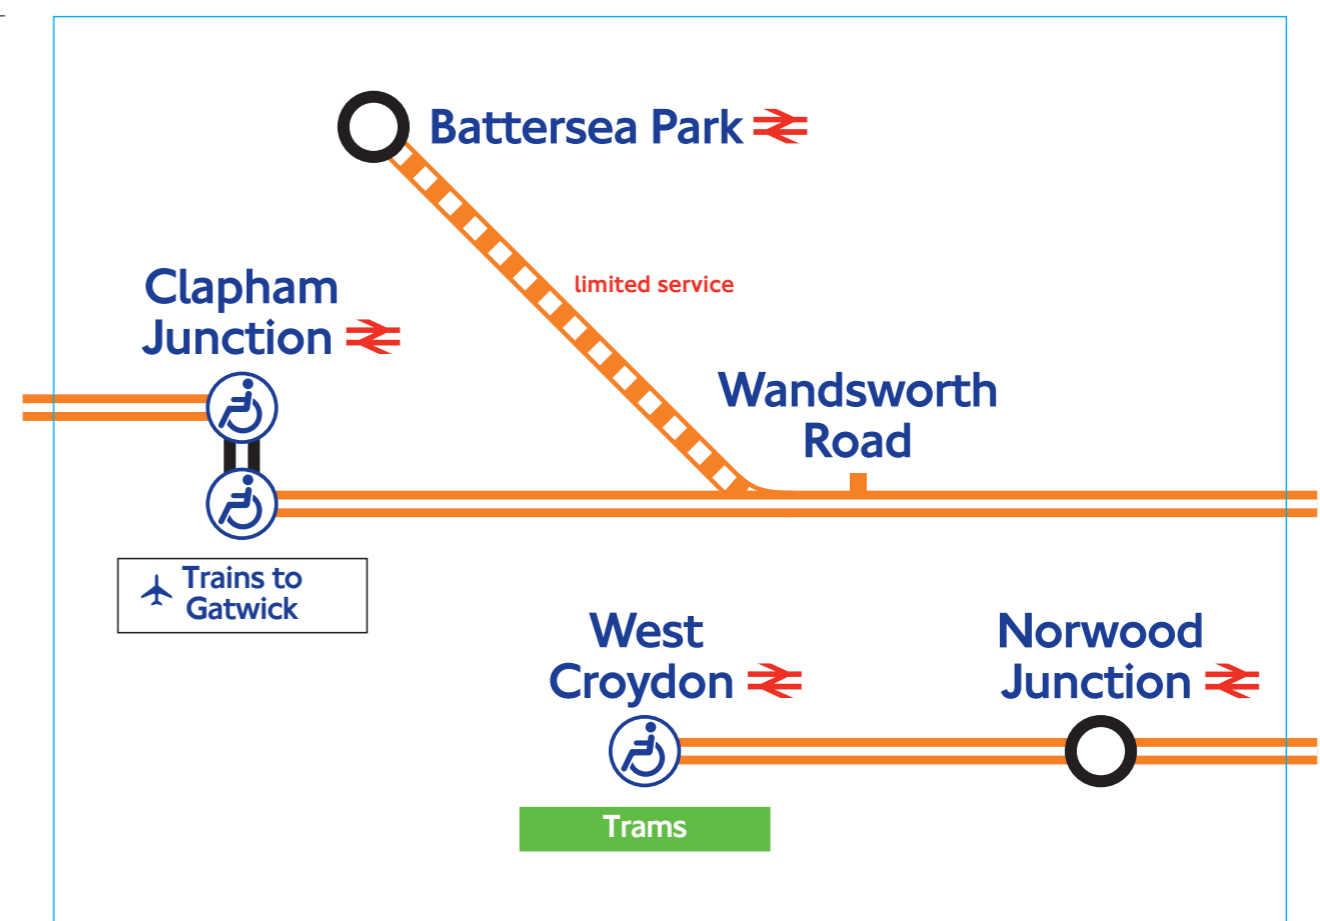 Battersea Park
limited service
Clapham
Junction
Wandsworth
Road
Trains to
Gatwick
West
Croydon
Norwood
Junction
Trams